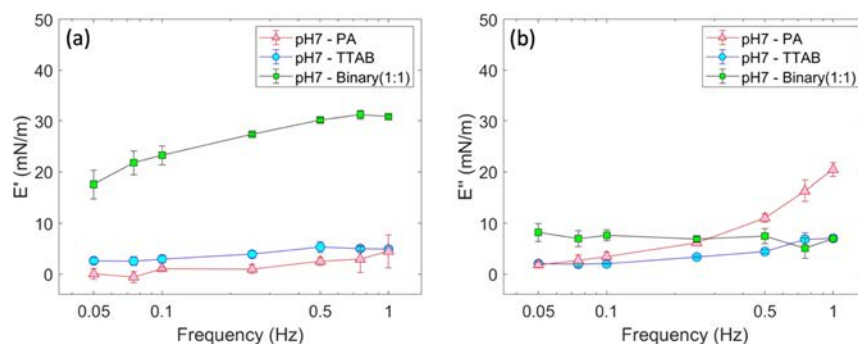 (a)
pH7 - PA
pH7 - TTAB
pH7 - Binary(1:1)
50
40
30
20
10
0
E' (mN/m)
0.05
0.1
0.5
1
Frequency (Hz)
(b)
pH7 - PA
pH7 - TTAB
pH7 - Binary(1:1)
50
40
30
20
10
0
E'' (mN/m)
0.05
0.1
0.5
1
Frequency (Hz)